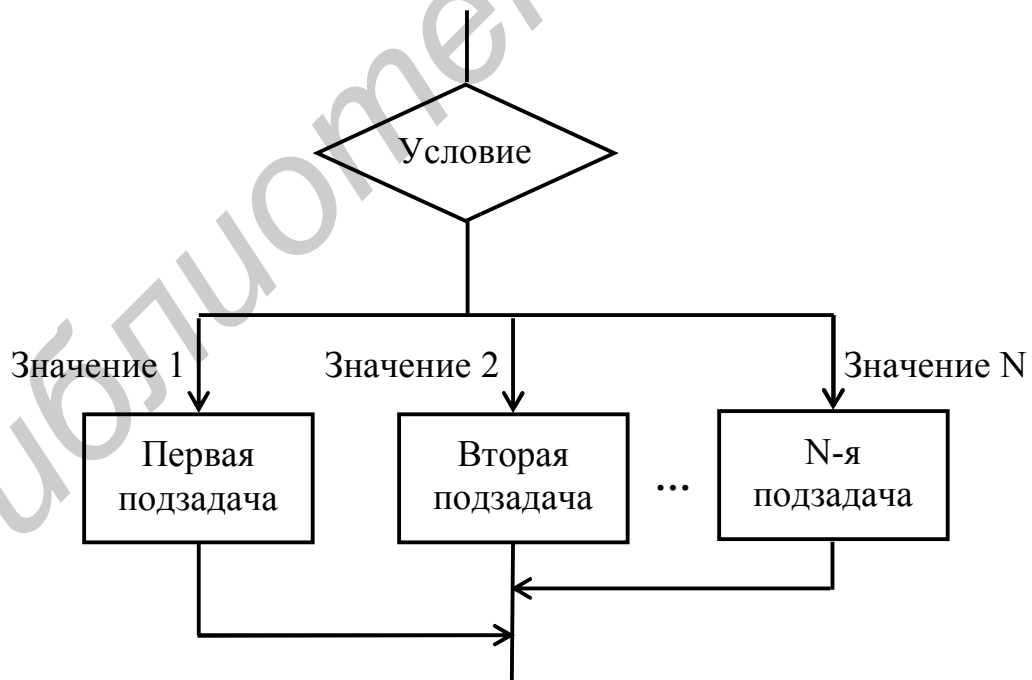 Условие
Значение 1
Значение 2
Значение N
Первая
подзадача
Вторая
подзадача
...
N-я
подзадача